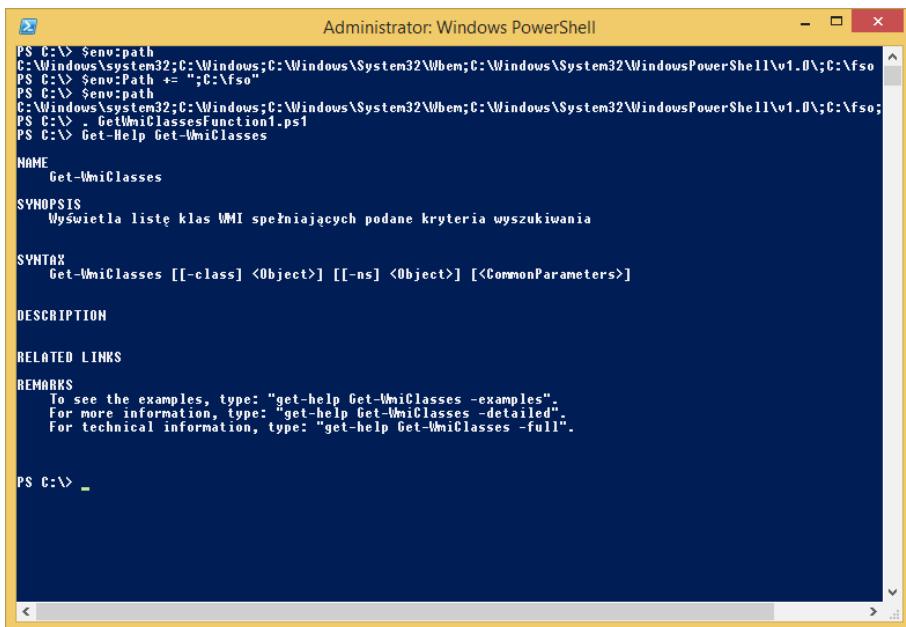 Administrator: Windows PowerShell
PS C:\> $env:path
C:\Windows\system32;C:\Windows;C:\Windows\System32\Wbem;C:\Windows\System32\WindowsPowerShell\v1.0\;C:\fso
PS C:\> $env:Path += ";C:\fso"
PS C:\> $env:path
C:\Windows\system32;C:\Windows;C:\Windows\System32\Wbem;C:\Windows\System32\WindowsPowerShell\v1.0\;C:\fso;
PS C:\> . GetWmiClassesFunction1.ps1
PS C:\> Get-Help Get-WmiClasses
NAME
Get-WmiClasses
SYNOPSIS
Wyświetla listę klas WMI spełniających podane kryteria wyszukiwania
SYNTAX
Get-WmiClasses [[-class] <Object>] [[-ns] <Object>] [<CommonParameters>]
DESCRIPTION
RELATED LINKS
REMARKS
To see the examples, type: "get-help Get-WmiClasses -examples".
For more information, type: "get-help Get-WmiClasses -detailed".
For technical information, type: "get-help Get-WmiClasses -full".
PS C:\> _